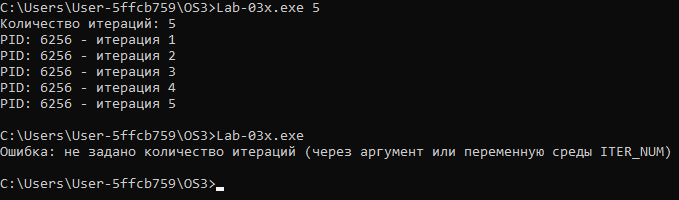 C:\Users\User-5ffcb759\OS3>Lab-03x.exe 5
Количество итераций: 5
PID: 6256 - итерация 1
PID: 6256 - итерация 2
PID: 6256 - итерация 3
PID: 6256 - итерация 4
PID: 6256 - итерация 5
C:\Users\User-5ffcb759\OS3>Lab-03x.exe
Ошибка: не задано количество итераций (через аргумент или переменную среды ITER_NUM)
C:\Users\User-5ffcb759\OS3>